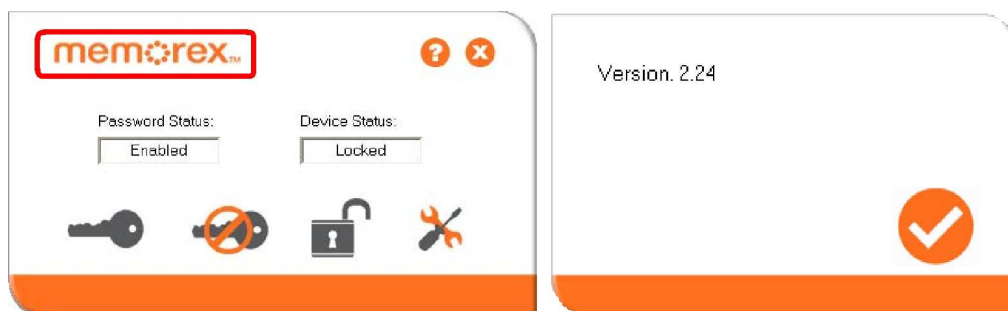 memorex™
Password Status:
Device Status:
Enabled
Locked
Version. 2.24